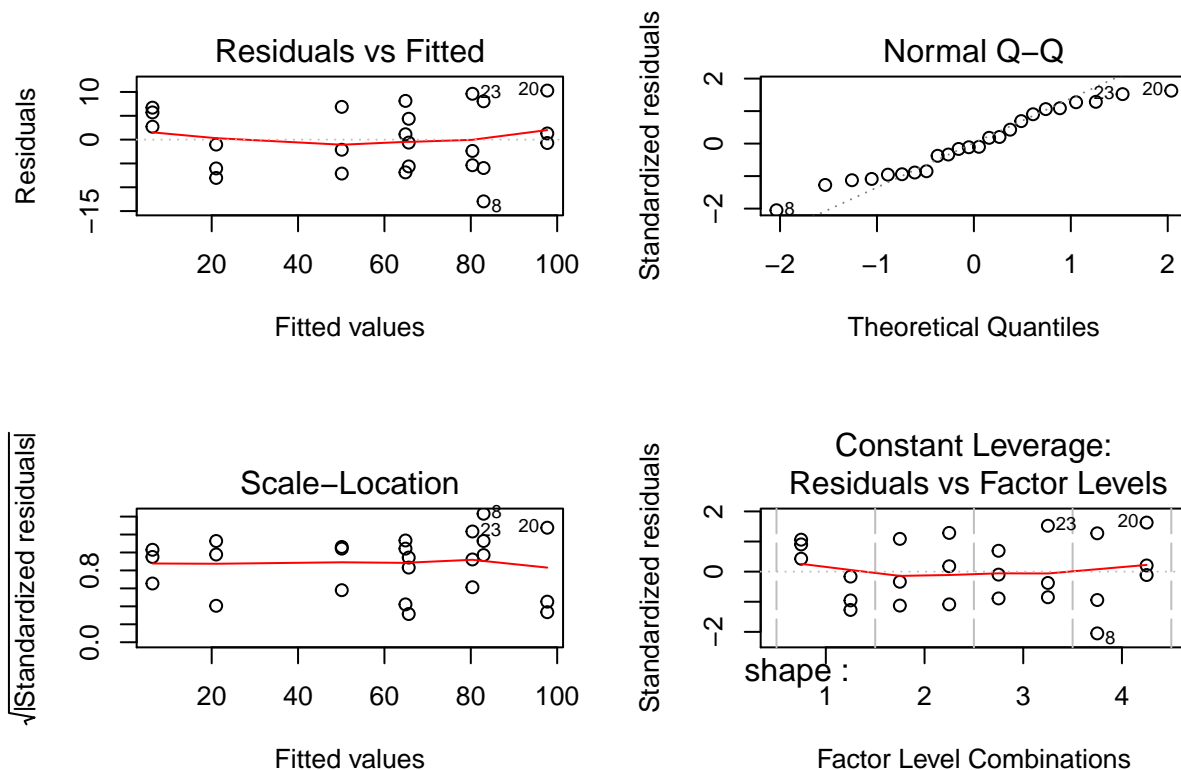 Residuals vs Fitted
Residuals
10
0
−15
23
20
8
20 40 60 80 100
Fitted values
Normal Q−Q
Standardized residuals
2
0
−2
23
20
8
−2 −1 0 1 2
Theoretical Quantiles
Scale−Location
√|Standardized residuals|
0.8
0.0
8
23
20
20 40 60 80 100
Fitted values
Constant Leverage:
Residuals vs Factor Levels
Standardized residuals
2
0
−2
23
20
8
shape :
1 2 3 4
Factor Level Combinations